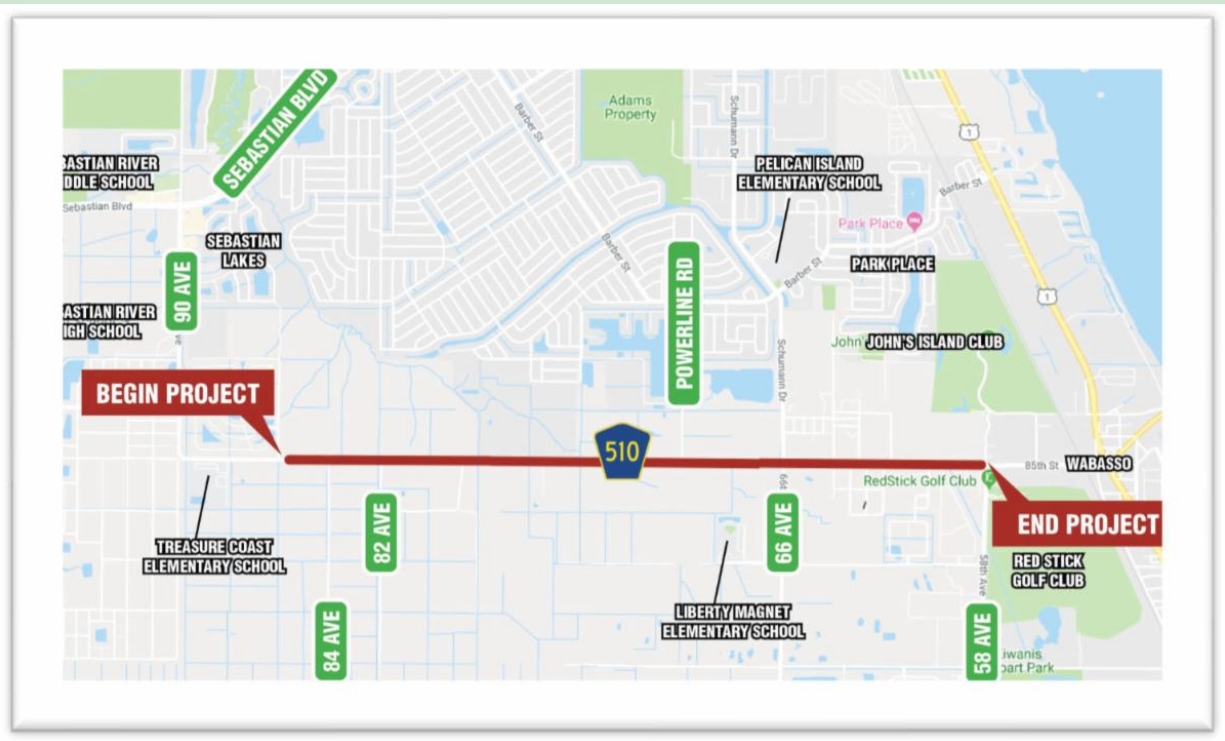 SEBASTIAN BLVD
Adams
Property
Barber St
Schumann Dr
1
ASTIAN RIVER
DDLE SCHOOL
Sebastian Blvd
PELICAN ISLAND
ELEMENTARY SCHOOL
Barber St
Park Place
SEBASTIAN
LAKES
Barber St
PARK PLACE
90 AVE
POWERLINE RD
Barber St
1
ASTIAN RIVER
IGH SCHOOL
ve
John'
JOHN'S ISLAND CLUB
Schumann Dr
BEGIN PROJECT
510
85th St
WABASSO
RedStick Golf Club
66t
82 AVE
66 AVE
END PROJECT
TREASURE COAST
ELEMENTARY SCHOOL
58th Ave
RED STICK
GOLF CLUB
LIBERTY MAGNET
ELEMENTARY SCHOOL
84 AVE
58 AVE
iwanis
part Park